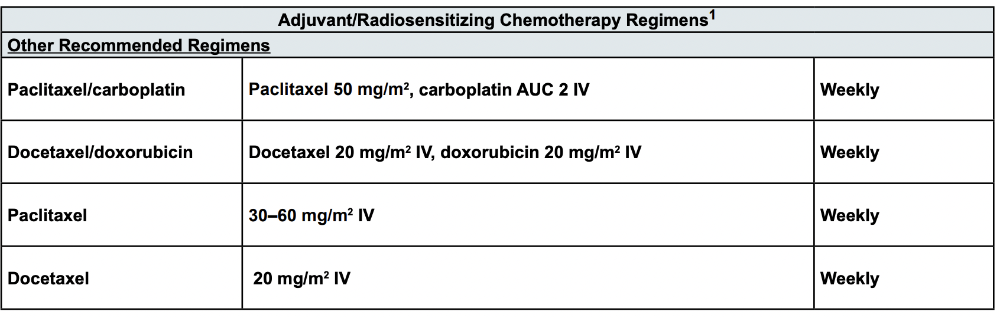 Adjuvant/Radiosensitizing Chemotherapy Regimens¹
Other Recommended Regimens
Paclitaxel/carboplatin Paclitaxel 50 mg/m², carboplatin AUC 2 IV Weekly
Docetaxel/doxorubicin Docetaxel 20 mg/m² IV, doxorubicin 20 mg/m² IV Weekly
Paclitaxel 30–60 mg/m² IV Weekly
Docetaxel 20 mg/m² IV Weekly